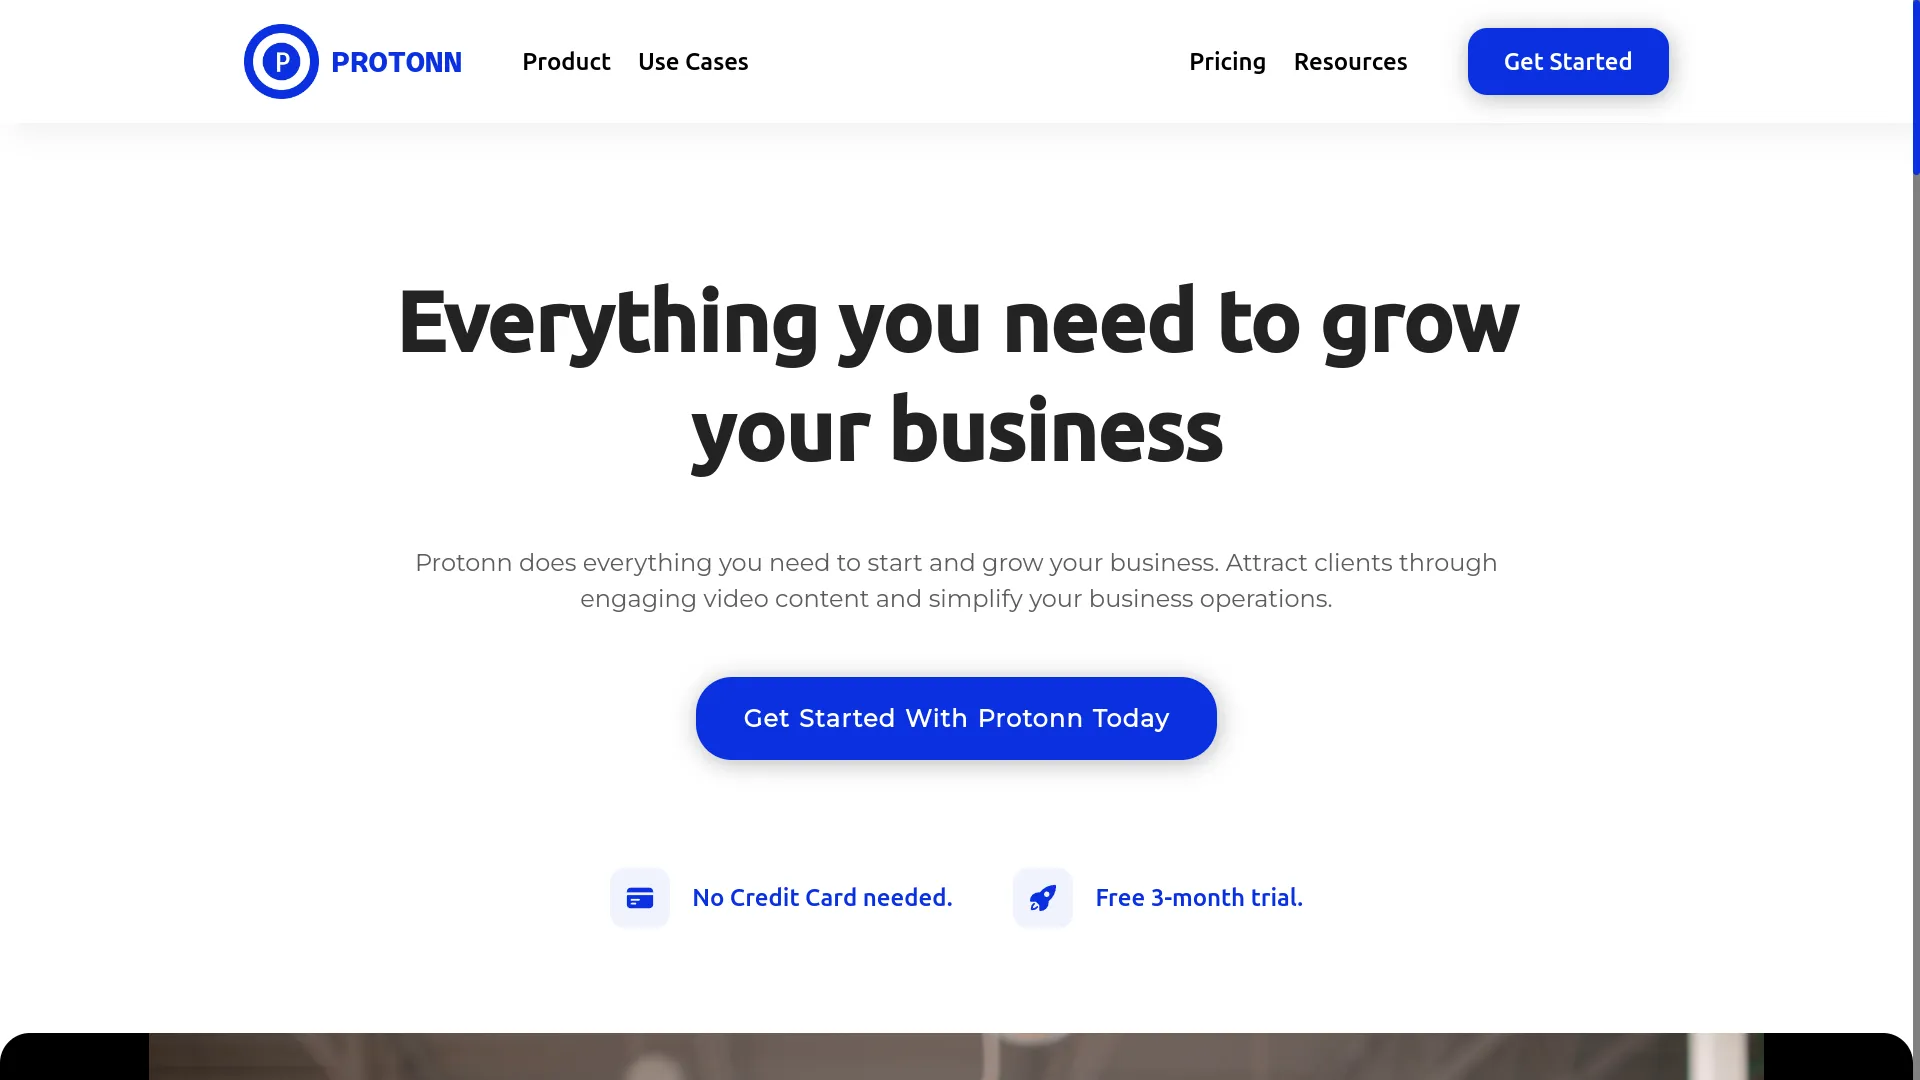 P PROTONN
Product
Use Cases
Pricing
Resources
Get Started
Everything you need to grow
your business
Protonn does everything you need to start and grow your business. Attract clients through
engaging video content and simplify your business operations.
Get Started With Protonn Today
No Credit Card needed.
Free 3-month trial.